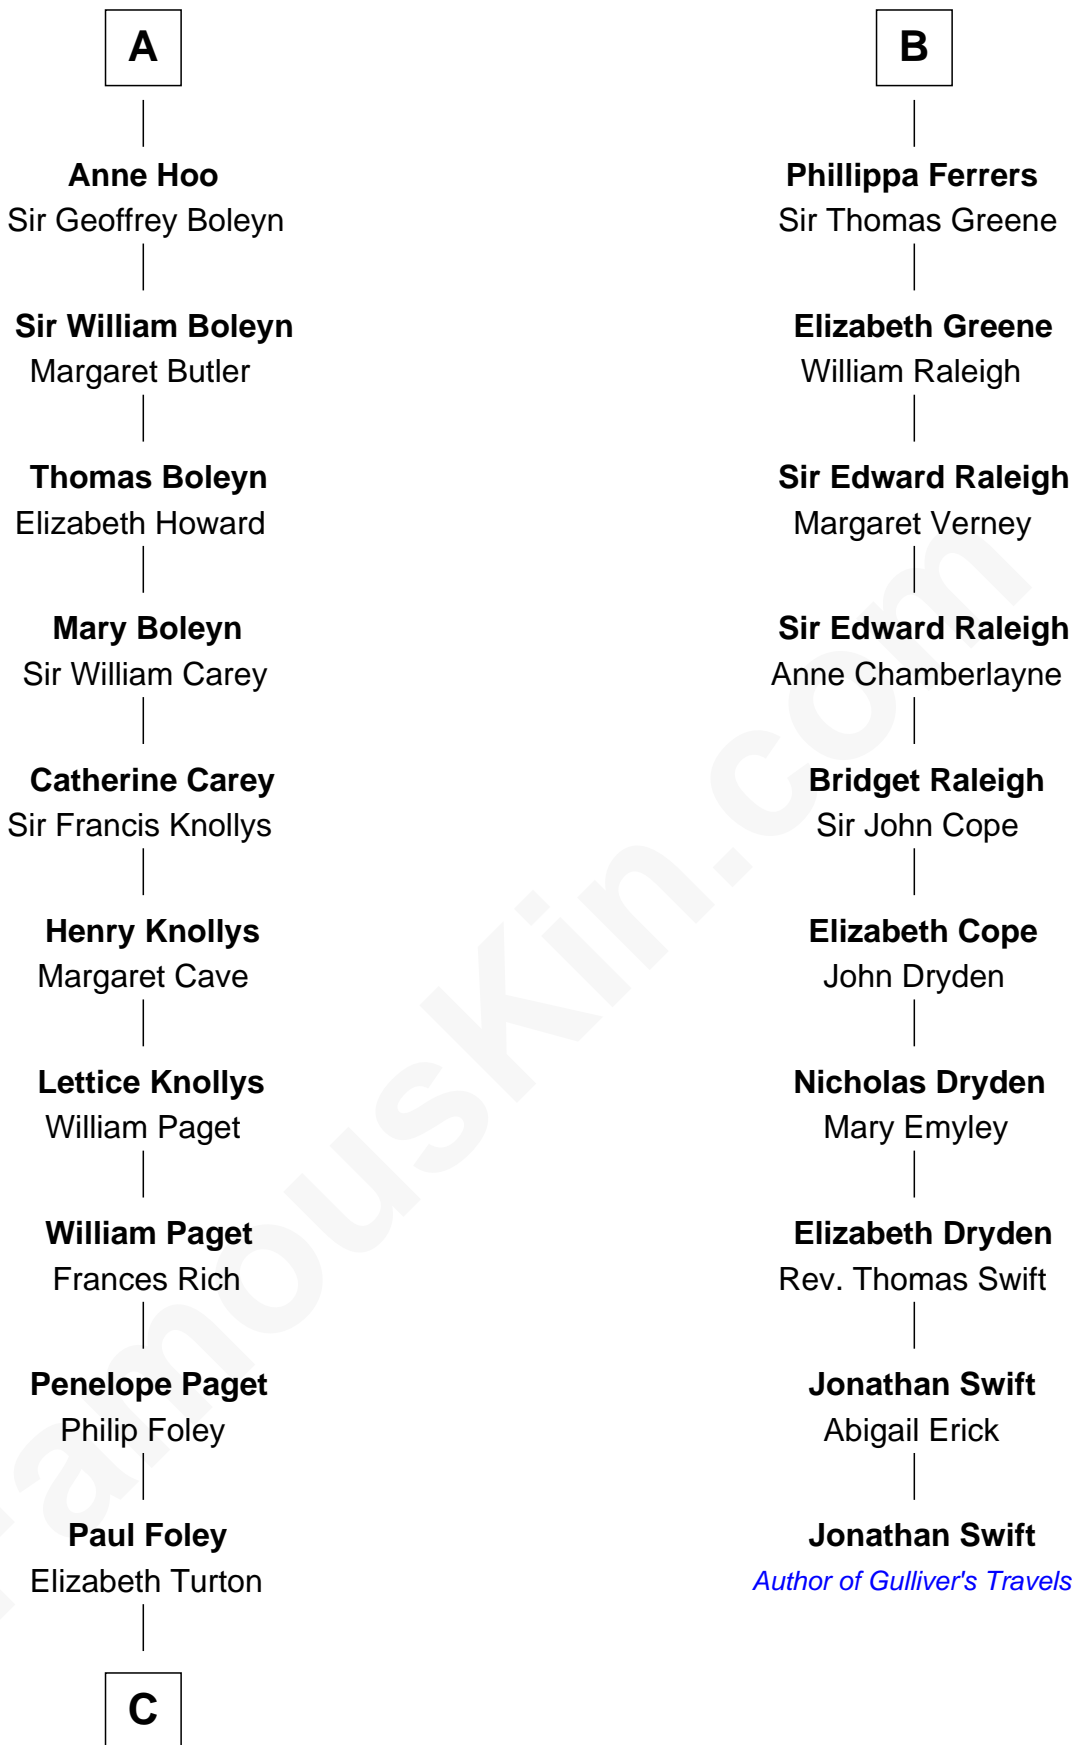 A
Anne Hoo
Sir Geoffrey Boleyn
Sir William Boleyn
Margaret Butler
Thomas Boleyn
Elizabeth Howard
Mary Boleyn
Sir William Carey
Catherine Carey
Sir Francis Knollys
Henry Knollys
Margaret Cave
Lettice Knollys
William Paget
William Paget
Frances Rich
Penelope Paget
Philip Foley
Paul Foley
Elizabeth Turton
C
B
Phillippa Ferrers
Sir Thomas Greene
Elizabeth Greene
William Raleigh
Sir Edward Raleigh
Margaret Verney
Sir Edward Raleigh
Anne Chamberlayne
Bridget Raleigh
Sir John Cope
Elizabeth Cope
John Dryden
Nicholas Dryden
Mary Emyley
Elizabeth Dryden
Rev. Thomas Swift
Jonathan Swift
Abigail Erick
Jonathan Swift
Author of Gulliver's Travels
FamousKin.com